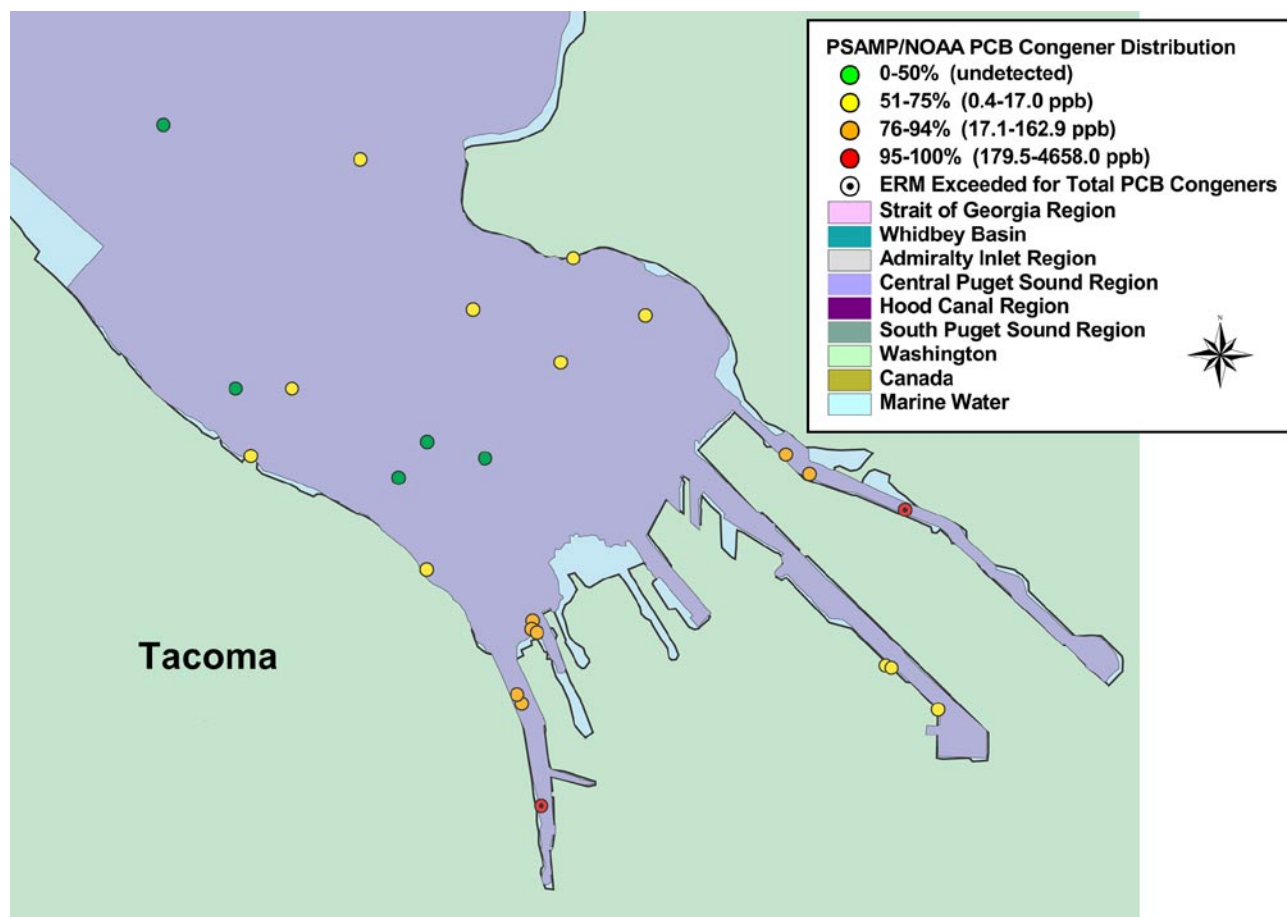 PSAMP/NOAA PCB Congener Distribution
0-50% (undetected)
51-75% (0.4-17.0 ppb)
76-94% (17.1-162.9 ppb)
95-100% (179.5-4658.0 ppb)
ERM Exceeded for Total PCB Congeners
Strait of Georgia Region
Whidbey Basin
Admiralty Inlet Region
Central Puget Sound Region
Hood Canal Region
South Puget Sound Region
Washington
Canada
Marine Water
N
Tacoma